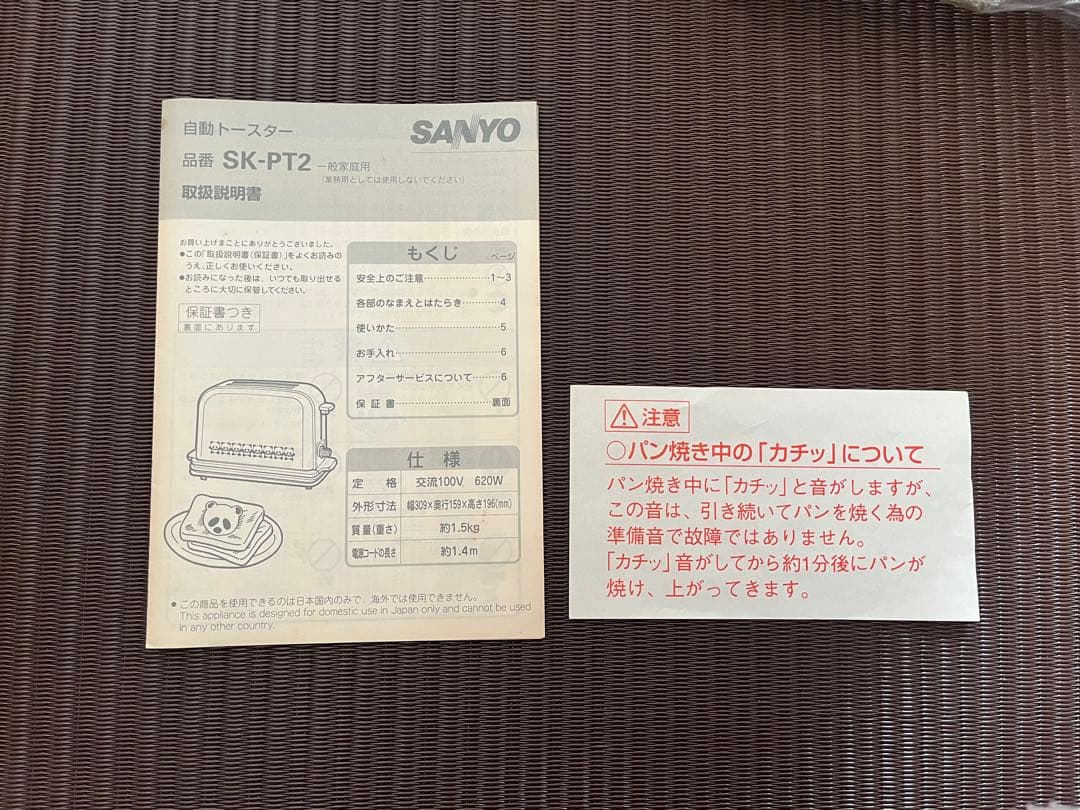 自動トースター
SANYO
品番 SK-PT2 一般家庭用
(業務用としては使用しないでください)
取扱説明書
お買い上げまことにありがとうございました。
●この「取扱説明書(保証書)」をよくお読みの
うえ、正しくお使いください。
●お読みになった後は、いつでも取り出せる
ところに大切に保管してください。
保証書つき
裏面にあります
もくじ ページ
安全上のご注意…………………1〜3
各部のなまえとはたらき…………4
使いかた…………………………5
お手入れ…………………………6
アフターサービスについて………6
保証書……………………………裏面
仕様
定格 交流100V 620W
外形寸法 幅309×奥行159×高さ196(mm)
質量(重さ) 約1.5kg
電源コードの長さ 約1.4m
● この商品を使用できるのは日本国内のみで、海外では使用できません。
This appliance is designed for domestic use in Japan only and cannot be used
in any other country.
⚠注意
○パン焼き中の「カチッ」について
パン焼き中に「カチッ」と音がしますが、
この音は、引き続いてパンを焼く為の
準備音で故障ではありません。
「カチッ」音がしてから約1分後にパンが
焼け、上がってきます。